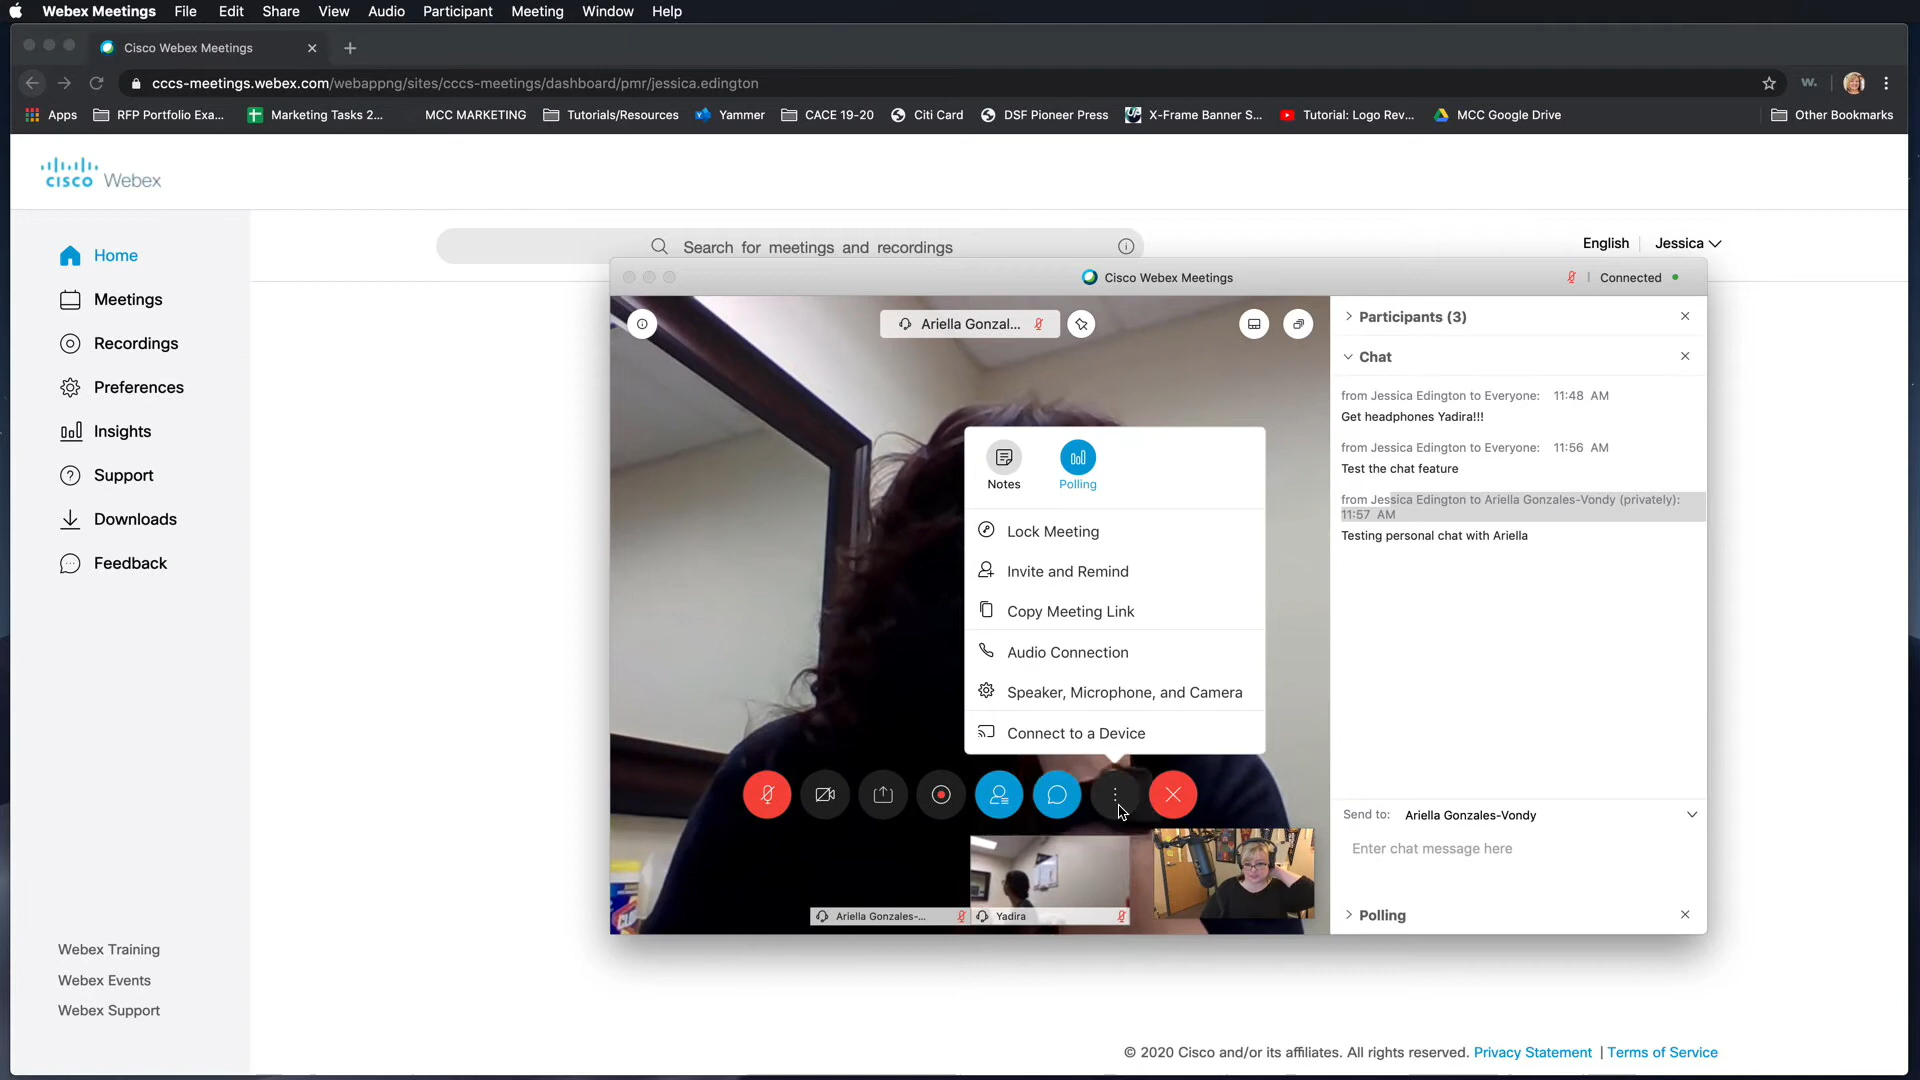 Webex Meetings File Edit Share View Audio Participant Meeting Window Help
Cisco Webex Meetings
cccs-meetings.webex.com/webappng/sites/cccs-meetings/dashboard/pmr/jessica.edington
W.
Apps RFP Portfolio Exa... Marketing Tasks 2... MCC MARKETING Tutorials/Resources Yammer CACE 19-20 Citi Card DSF Pioneer Press X-Frame Banner S... Tutorial: Logo Rev... MCC Google Drive Other Bookmarks
cisco Webex
Search for meetings and recordings
English Jessica
Home
Meetings
Recordings
Preferences
Insights
Support
Downloads
Feedback
Webex Training
Webex Events
Webex Support
Cisco Webex Meetings
Connected
Ariella Gonzal...
Notes Polling
Lock Meeting
Invite and Remind
Copy Meeting Link
Audio Connection
Speaker, Microphone, and Camera
Connect to a Device
Ariella Gonzales-...
Yadira
Participants (3)
Chat
from Jessica Edington to Everyone: 11:48 AM
Get headphones Yadira!!!
from Jessica Edington to Everyone: 11:56 AM
Test the chat feature
from Jessica Edington to Ariella Gonzales-Vondy (privately):
11:57 AM
Testing personal chat with Ariella
Send to: Ariella Gonzales-Vondy
Enter chat message here
Polling
© 2020 Cisco and/or its affiliates. All rights reserved. Privacy Statement | Terms of Service